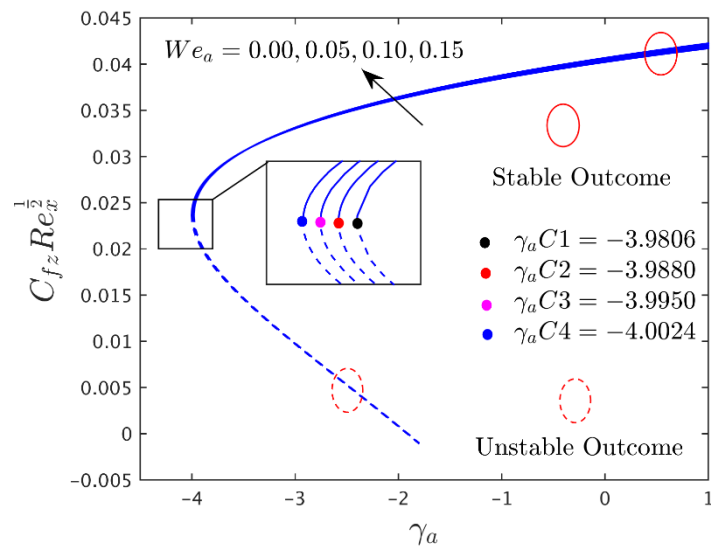 0.045
0.04
0.035
0.03
0.025
0.02
0.015
0.01
0.005
0
-0.005
C_{fz}Re_x^{\frac{1}{2}}
We_a = 0.00, 0.05, 0.10, 0.15
Stable Outcome
γ_aC1 = −3.9806
γ_aC2 = −3.9880
γ_aC3 = −3.9950
γ_aC4 = −4.0024
Unstable Outcome
-4 -3 -2 -1 0 1
γ_a